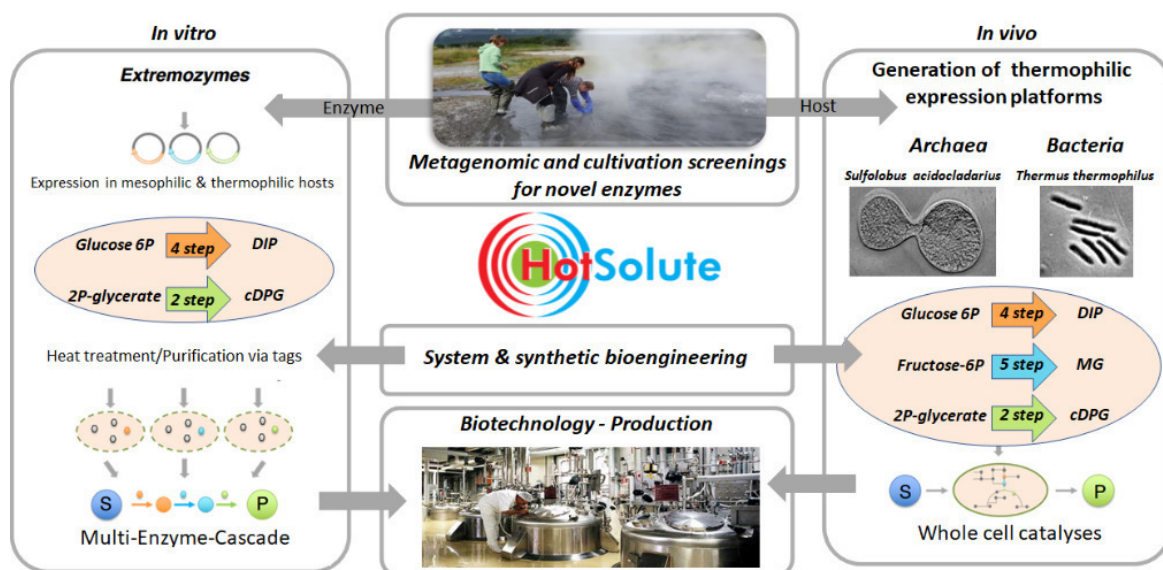 In vitro
Extremozymes
Expression in mesophilic & thermophilic hosts
Glucose 6P
4 step
DIP
2P-glycerate
2 step
cDPG
Heat treatment/Purification via tags
S
P
Multi-Enzyme-Cascade
Enzyme
Host
Metagenomic and cultivation screenings
for novel enzymes
HotSolute
System & synthetic bioengineering
Biotechnology - Production
In vivo
Generation of thermophilic
expression platforms
Archaea
Bacteria
Sulfolobus acidocladarius
Thermus thermophilus
Glucose 6P
4 step
DIP
Fructose-6P
5 step
MG
2P-glycerate
2 step
cDPG
S
P
Whole cell catalyses